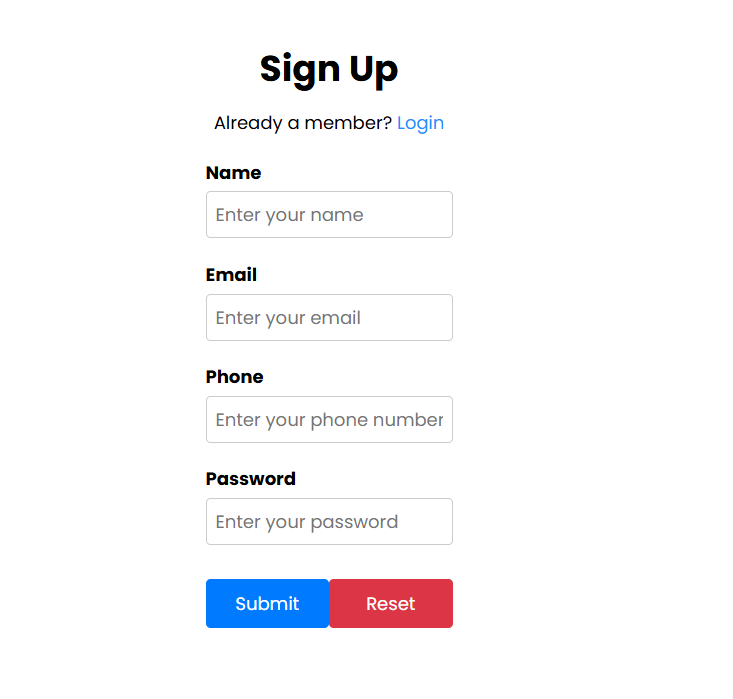 Sign Up
Already a member? Login
Name
Enter your name
Email
Enter your email
Phone
Enter your phone number
Password
Enter your password
Submit Reset